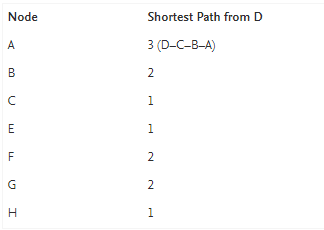 Node Shortest Path from D
A 3 (D–C–B–A)
B 2
C 1
E 1
F 2
G 2
H 1